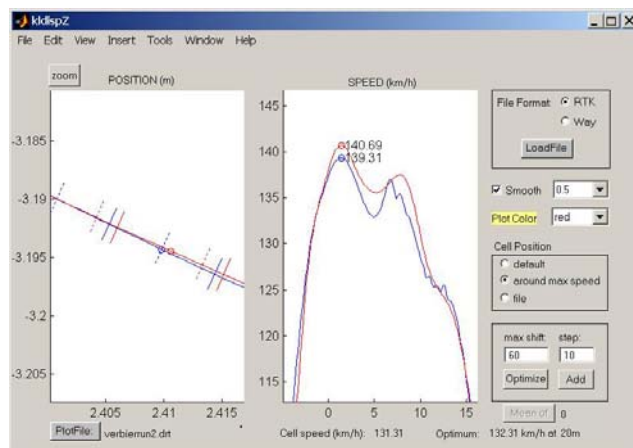 kldispZ
File Edit View Insert Tools Window Help
zoom
POSITION (m)
SPEED (km/h)
-3.185
-3.19
-3.195
-3.2
-3.205
2.405 2.41 2.415
145
140
135
130
125
120
115
0 5 10 15
140.69
139.31
File Format RTK
Way
LoadFile
Smooth 0.5
Plot Color red
Cell Position
default
around max speed
file
max shift: step:
60 10
Optimize Add
Mean of 0
PlotFile: verbierrun2.drt
Cell speed (km/h): 131.31 Optimum: 132.31 km/h at 20m